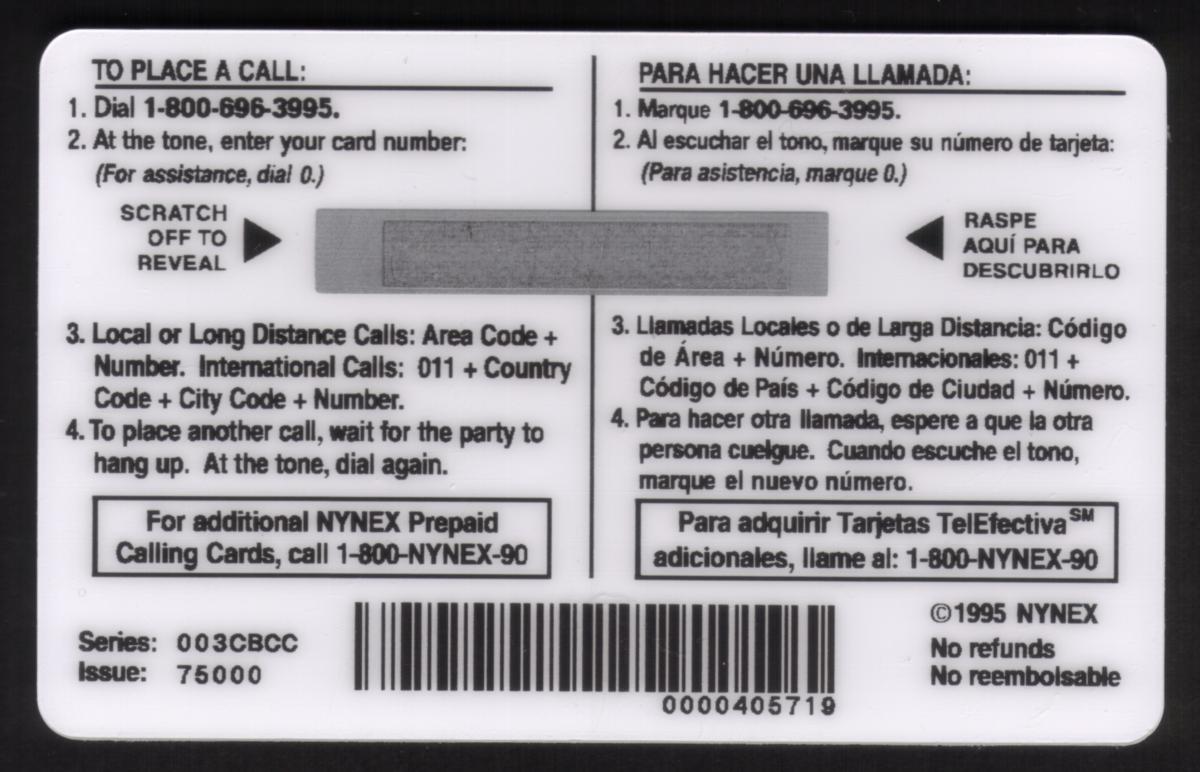 TO PLACE A CALL:
1. Dial 1-800-696-3995.
2. At the tone, enter your card number:
(For assistance, dial 0.)
SCRATCH
OFF TO
REVEAL
3. Local or Long Distance Calls: Area Code +
Number. International Calls: 011 + Country
Code + City Code + Number.
4. To place another call, wait for the party to
hang up. At the tone, dial again.
For additional NYNEX Prepaid
Calling Cards, call 1-800-NYNEX-90
PARA HACER UNA LLAMADA:
1. Marque 1-800-696-3995.
2. Al escuchar el tono, marque su número de tarjeta:
(Para asistencia, marque 0.)
RASPE
AQUÍ PARA
DESCUBRIRLO
3. Llamadas Locales o de Larga Distancia: Código
de Área + Número. Internacionales: 011 +
Código de País + Código de Ciudad + Número.
4. Para hacer otra llamada, espere a que la otra
persona cuelgue. Cuando escuche el tono,
marque el nuevo número.
Para adquirir Tarjetas TelEfectiva℠
adicionales, llame al: 1-800-NYNEX-90
Series: 003CBCC
Issue: 75000
0000405719
©1995 NYNEX
No refunds
No reembolsable